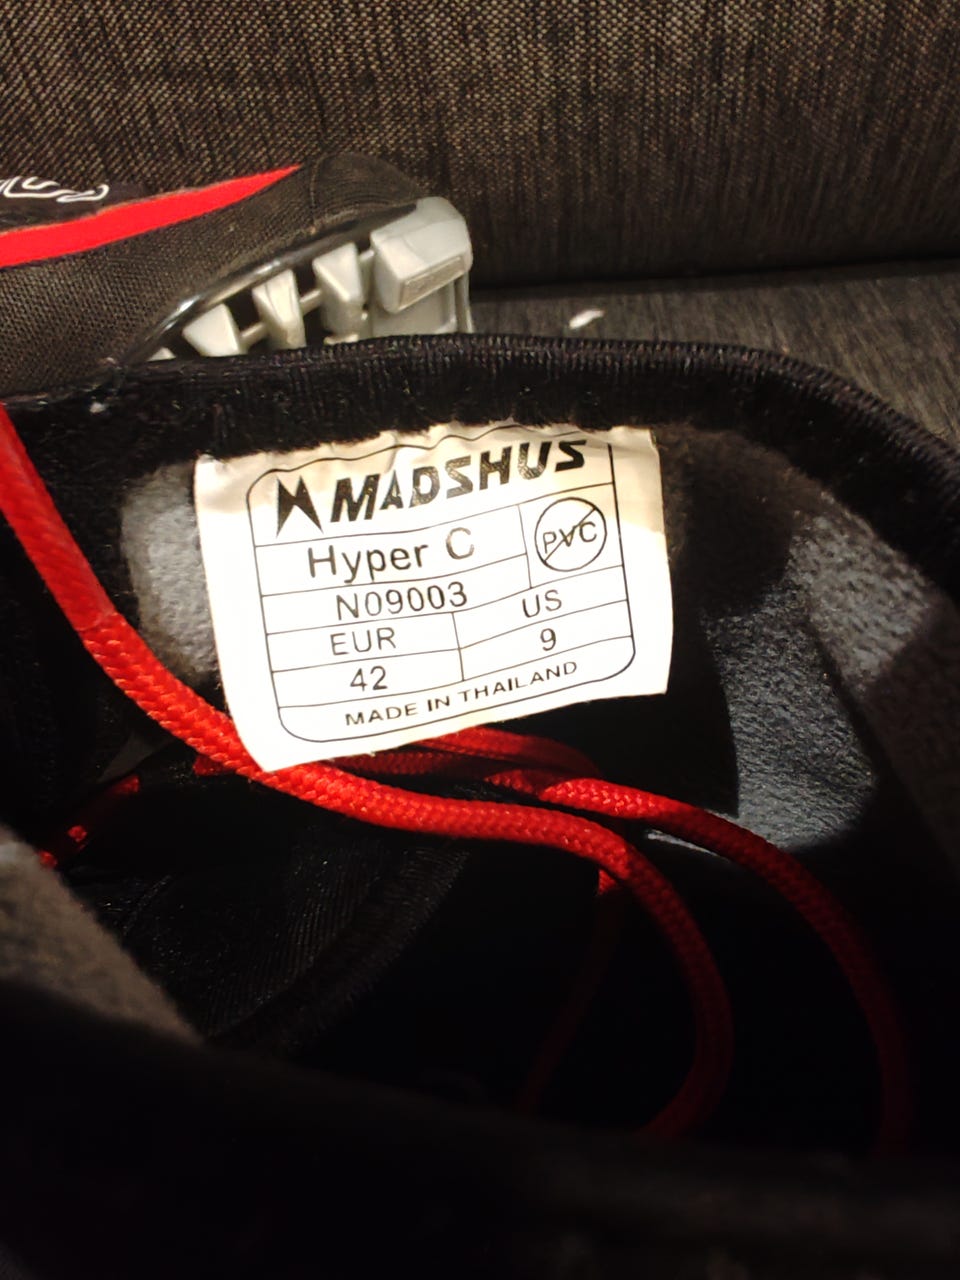 MADSHUS
Hyper C PVC
N09003 US
EUR 9
42
MADE IN THAILAND